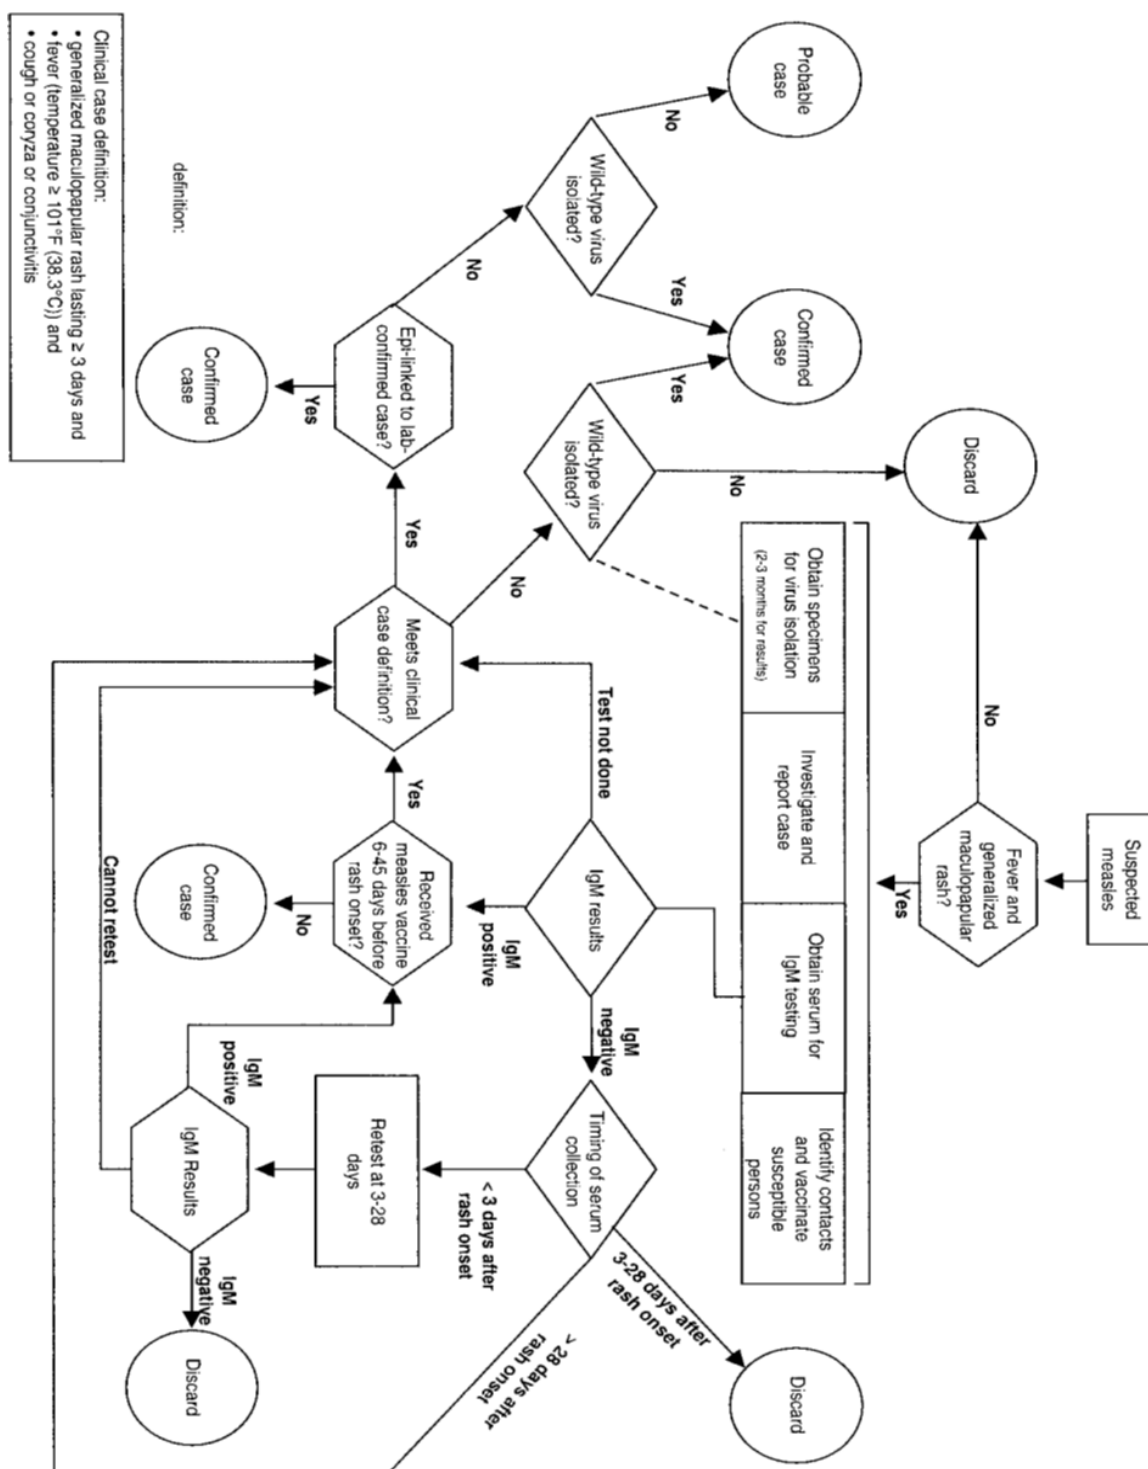 Suspected
measles
Fever and
generalized
maculopapular
rash?
No
Yes
Discard
Obtain specimens
for virus isolation
(2-3 months for results)
Investigate and
report case
Obtain serum for
IgM testing
Identify contacts
and vaccinate
susceptible
persons
Probable
case
Confirmed
case
No
Yes
Yes
No
Wild-type virus
isolated?
Wild-type virus
isolated?
No
No
Test not done
IgM results
IgM
positive
IgM
negative
Timing of serum
collection
3-28 days after
rash onset
Discard
> 28 days after
rash onset
< 3 days after
rash onset
Epi-linked to lab-
confirmed case?
Yes
Meets clinical
case definition?
Yes
Received
measles vaccine
6-45 days before
rash onset?
Retest at 3-28
days
Yes
Confirmed
case
No
Confirmed
case
IgM
positive
IgM Results
IgM
negative
Discard
Cannot retest
definition:
Clinical case definition:
• generalized maculopapular rash lasting ≥ 3 days and
• fever (temperature ≥ 101°F (38.3°C)) and
• cough or coryza or conjunctivitis